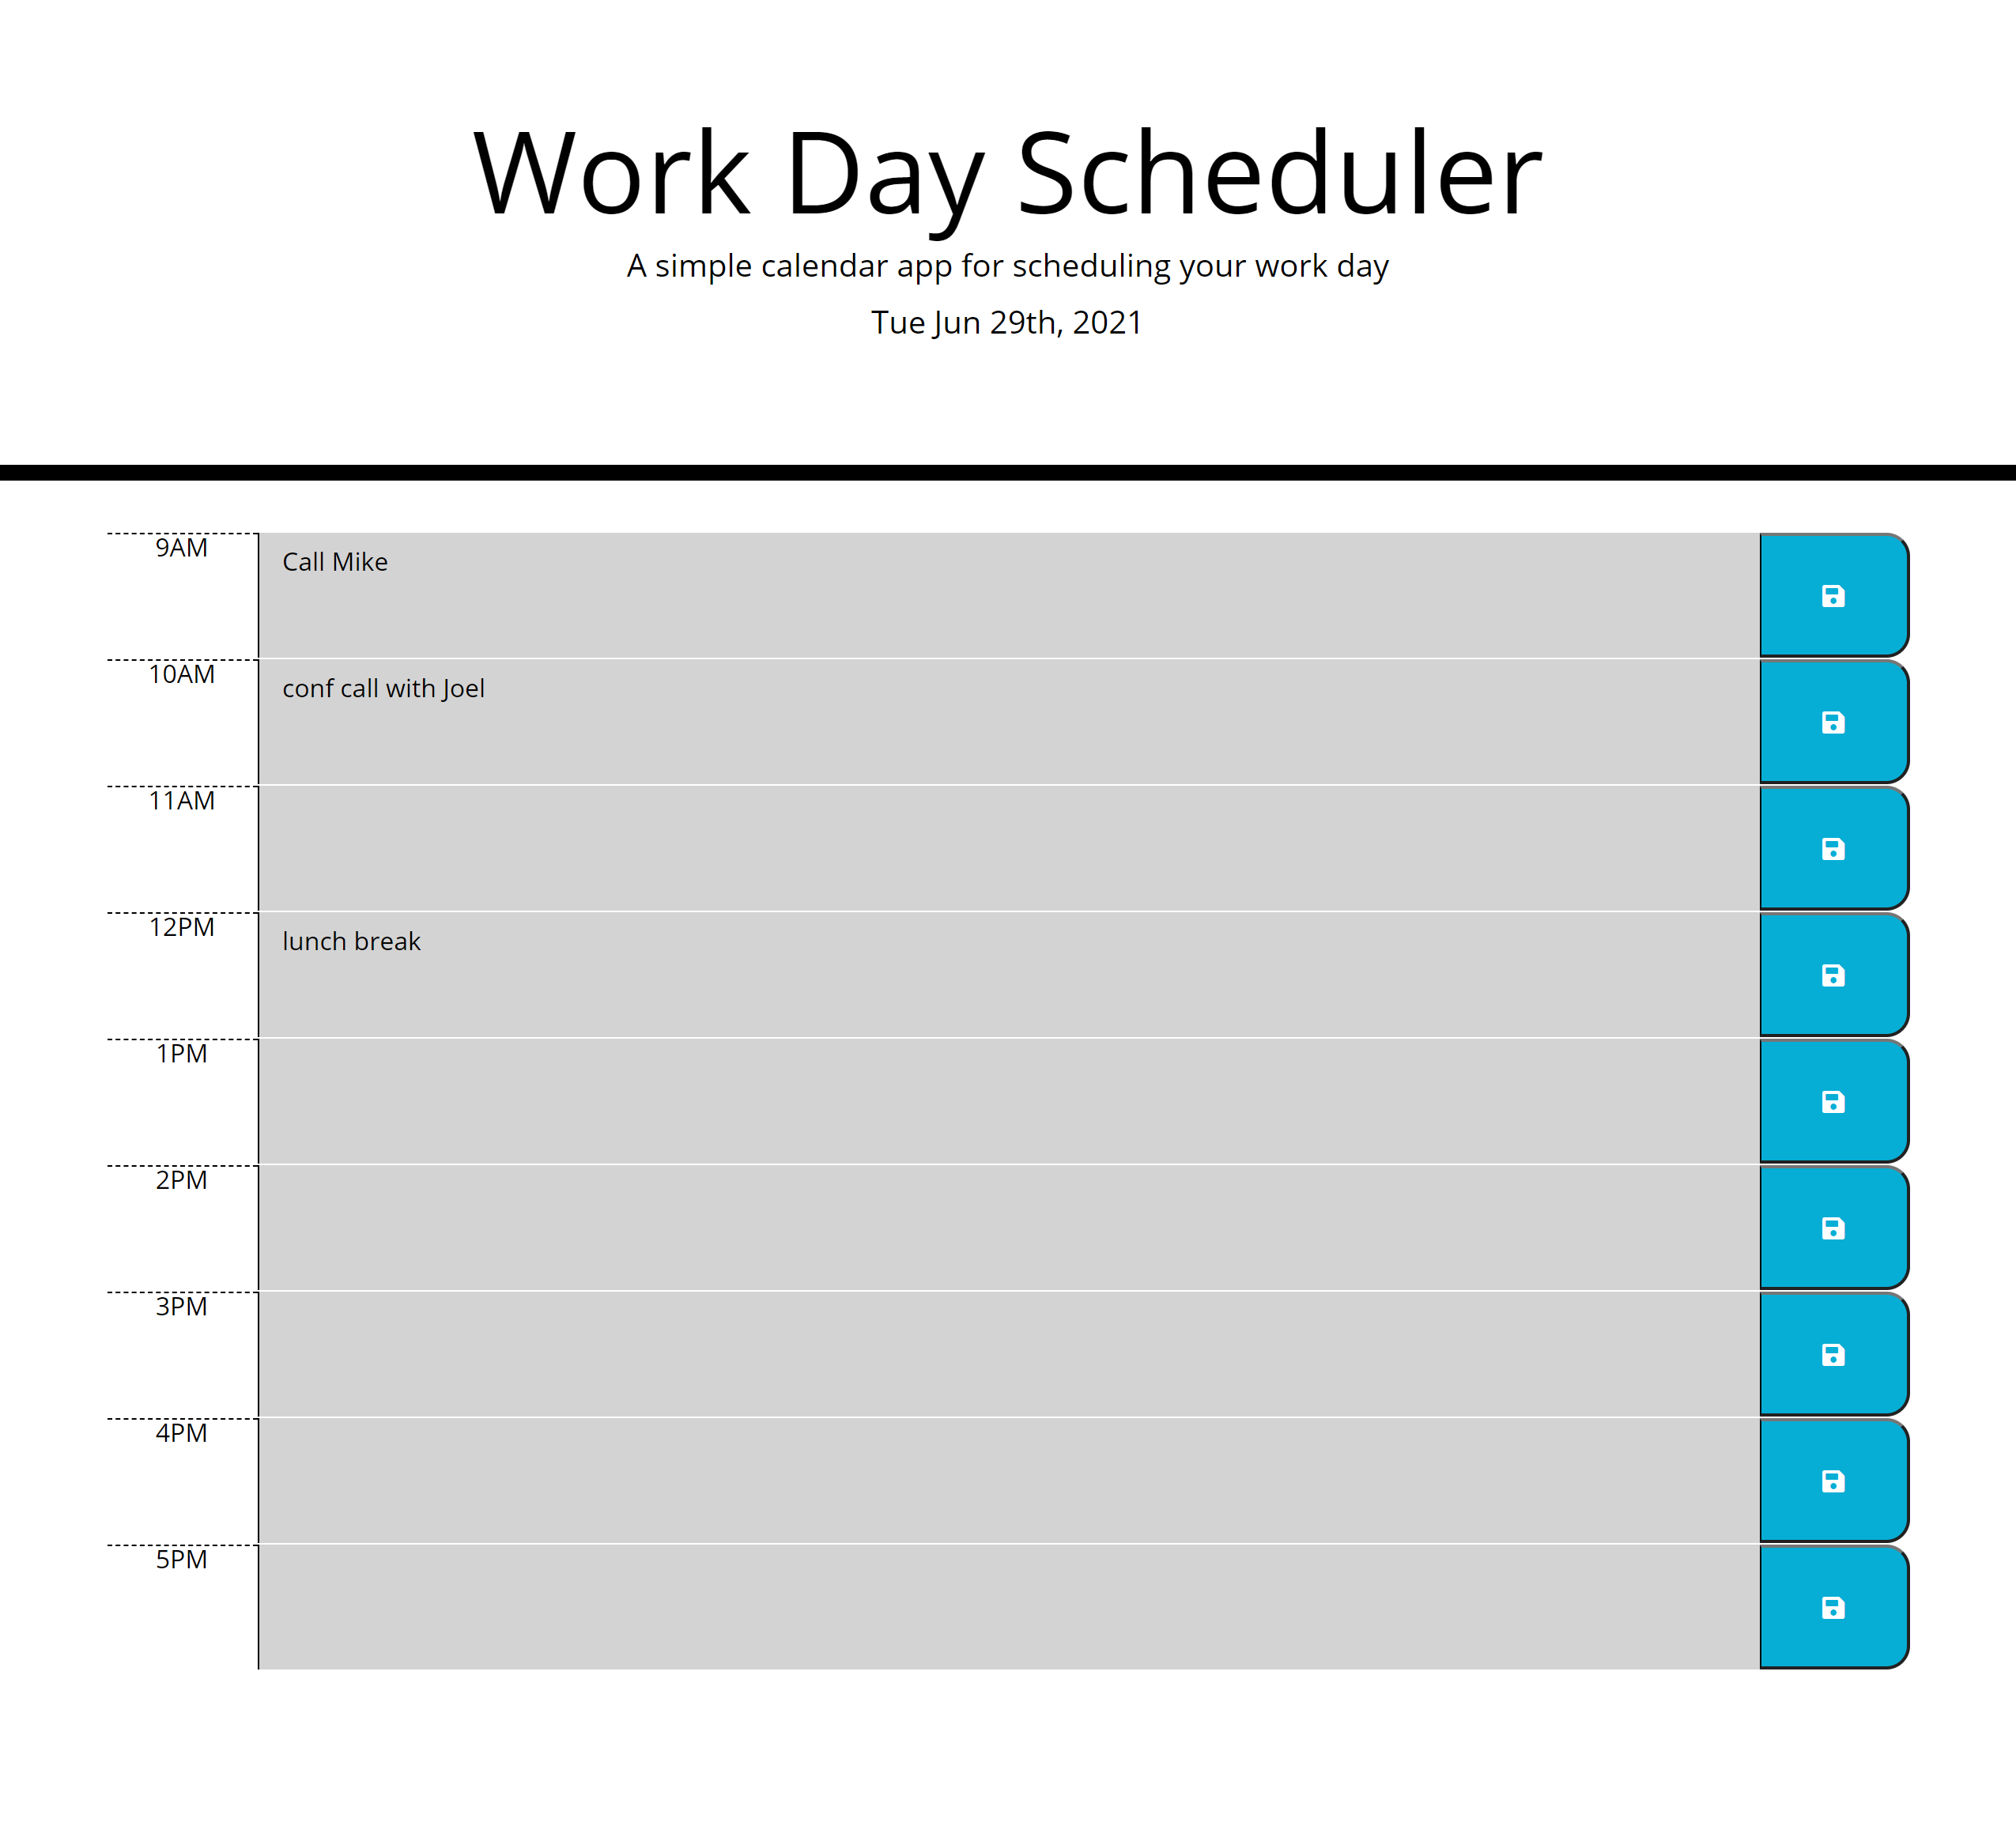 Work Day Scheduler
A simple calendar app for scheduling your work day
Tue Jun 29th, 2021
9AM
Call Mike
10AM
conf call with Joel
11AM
12PM
lunch break
1PM
2PM
3PM
4PM
5PM